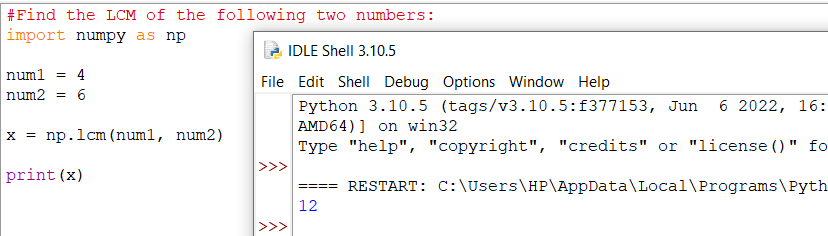 #Find the LCM of the following two numbers:
import numpy as np
num1 = 4
num2 = 6
x = np.lcm(num1, num2)
print(x)
IDLE Shell 3.10.5
File Edit Shell Debug Options Window Help
Python 3.10.5 (tags/v3.10.5:f377153, Jun  6 2022, 16:
AMD64)] on win32
Type "help", "copyright", "credits" or "license()" fo
>>>
==== RESTART: C:\Users\HP\AppData\Local\Programs\Pyth
12
>>>